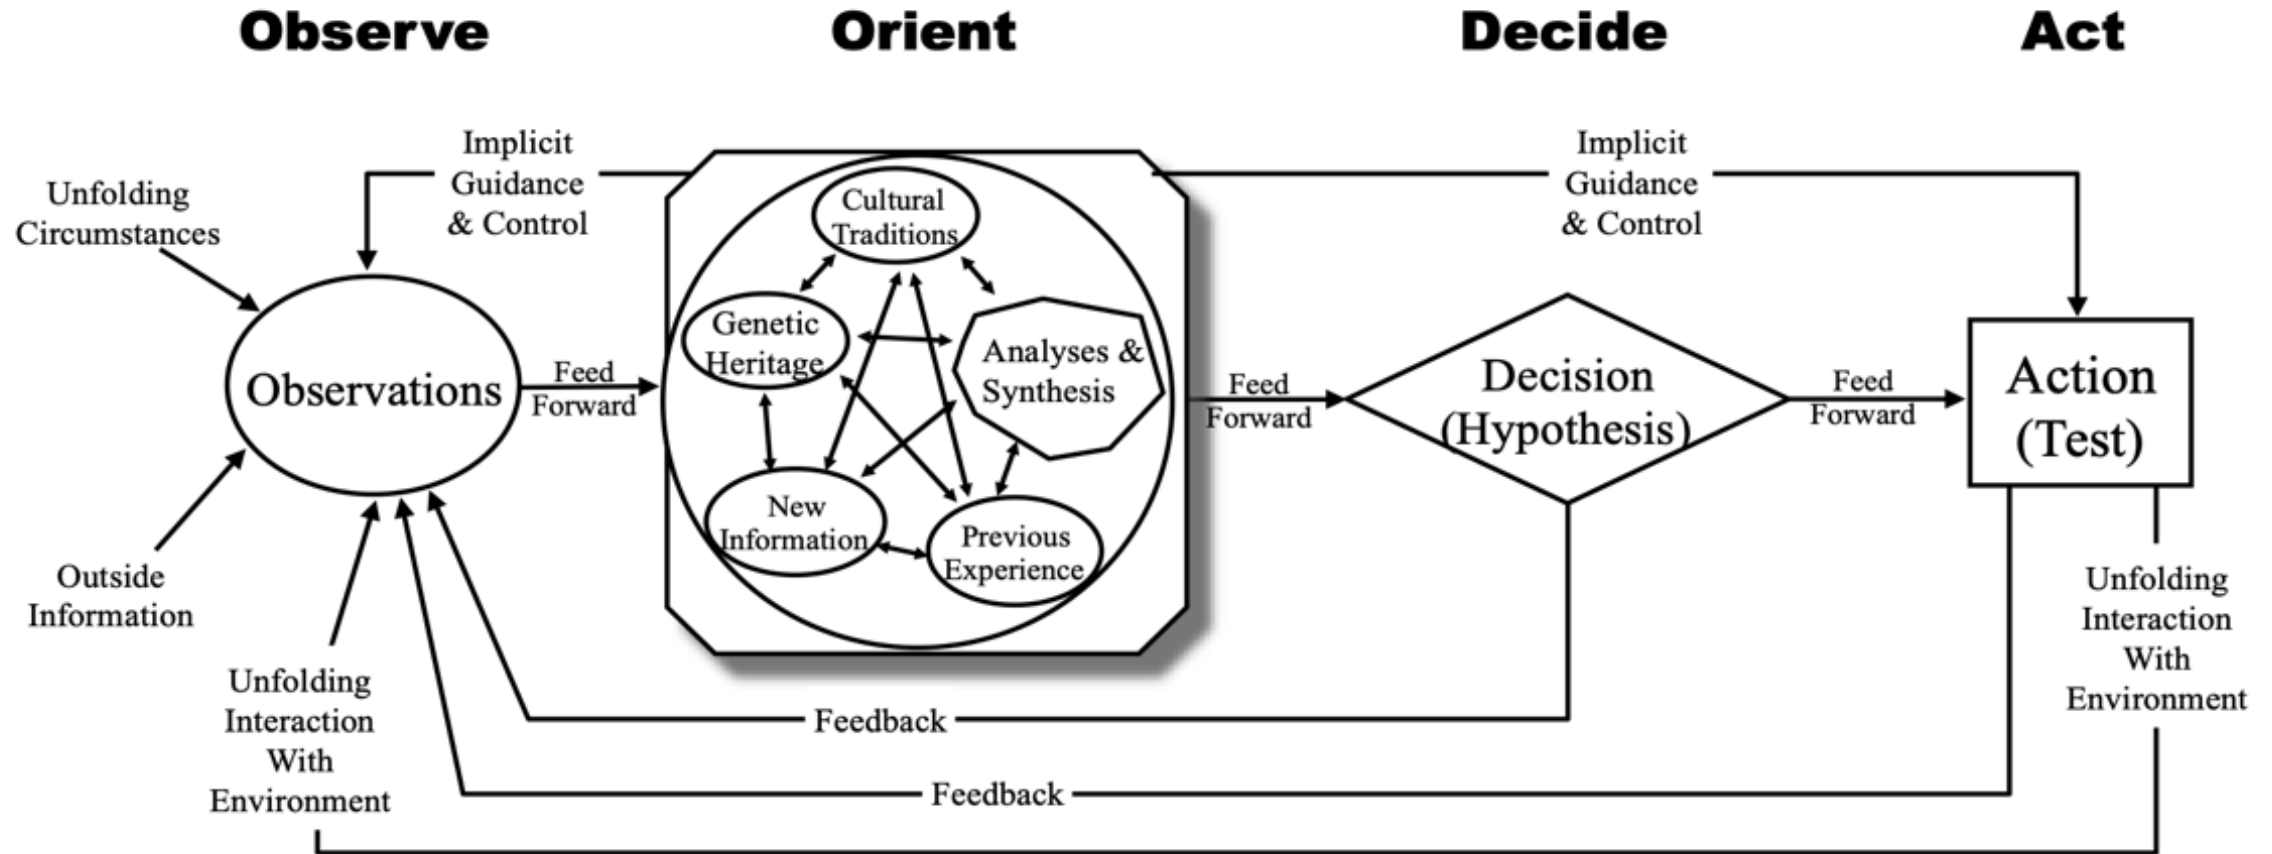 Observe
Orient
Decide
Act
Implicit
Guidance
& Control
Implicit
Guidance
& Control
Unfolding
Circumstances
Observations
Outside
Information
Feed
Forward
Cultural
Traditions
Genetic
Heritage
Analyses &
Synthesis
New
Information
Previous
Experience
Feed
Forward
Decision
(Hypothesis)
Feed
Forward
Action
(Test)
Unfolding
Interaction
With
Environment
Feedback
Feedback
Unfolding
Interaction
With
Environment